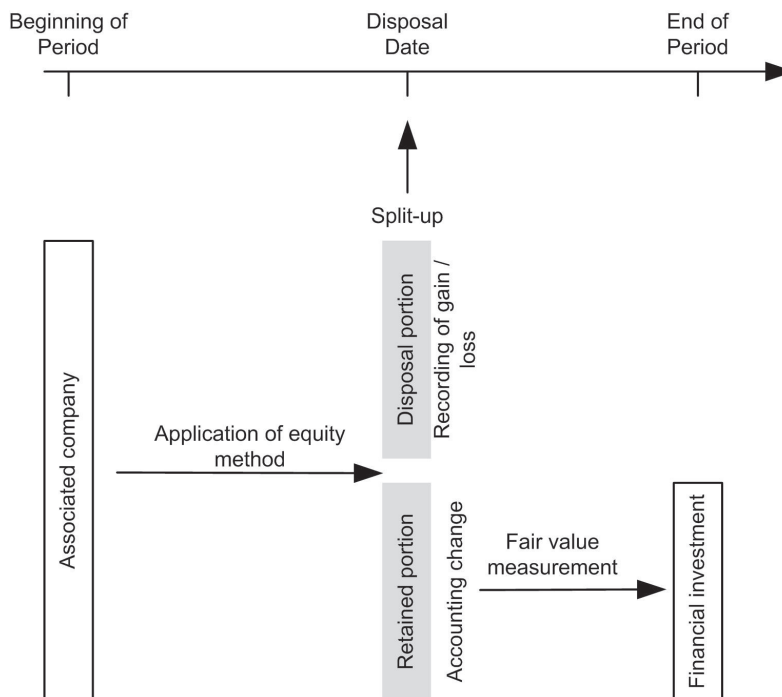 Beginning of
Period
Disposal
Date
End of
Period
Split-up
Disposal portion
Recording of gain /
loss
Associated company
Application of equity
method
Retained portion
Accounting change
Fair value
measurement
Financial investment